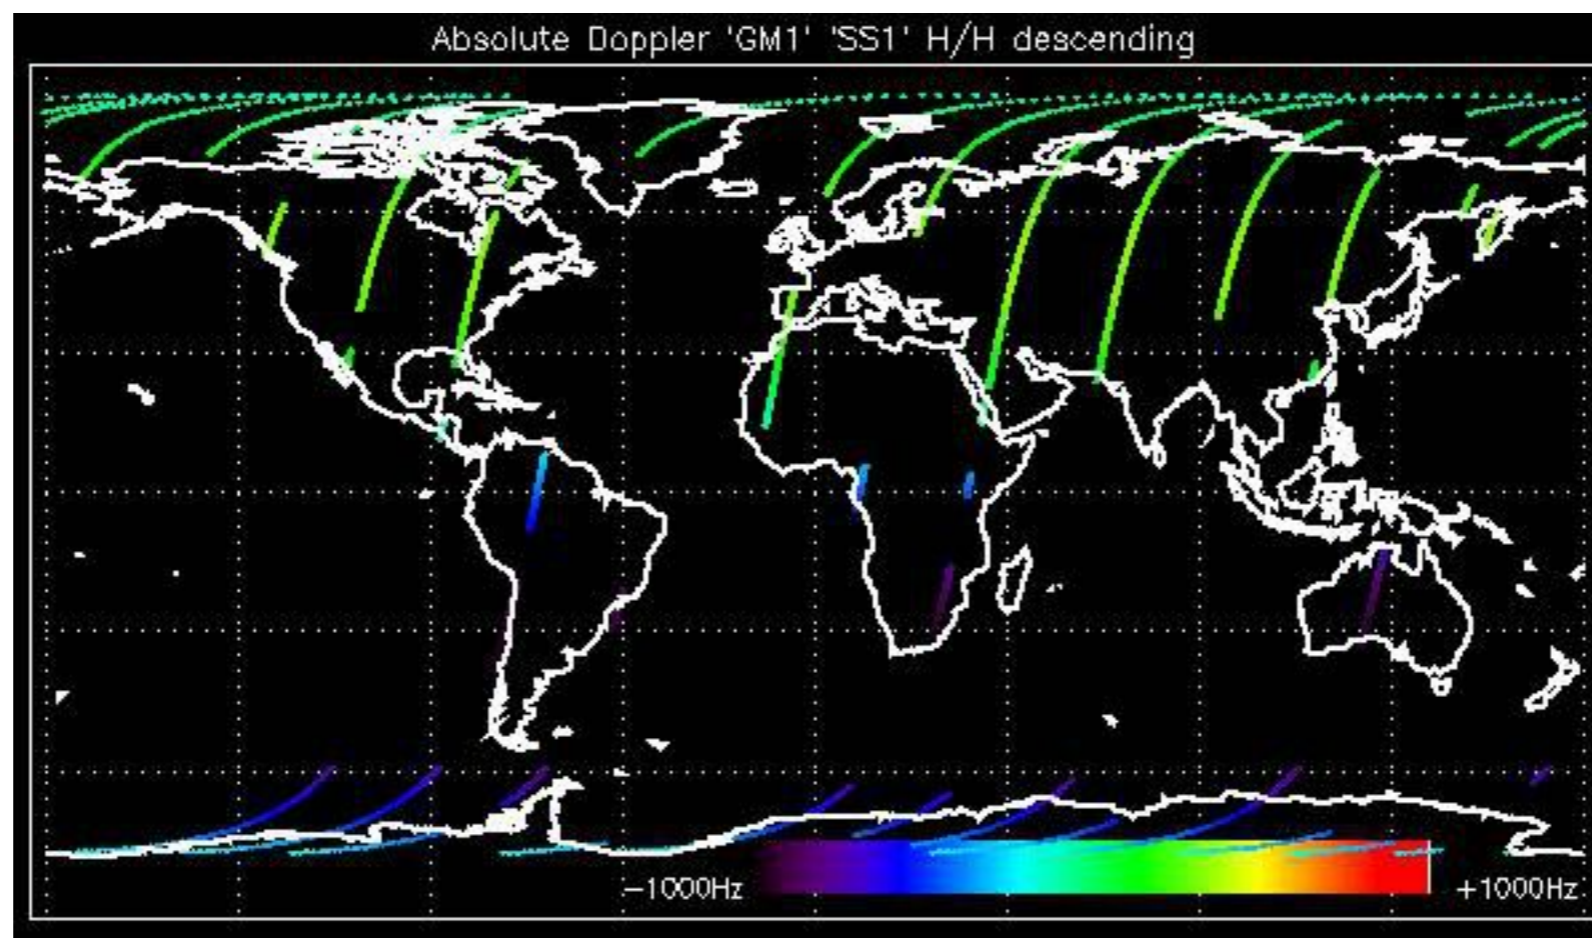 Absolute Doppler 'GM1' 'SS1' H/H descending
-1000Hz +1000Hz